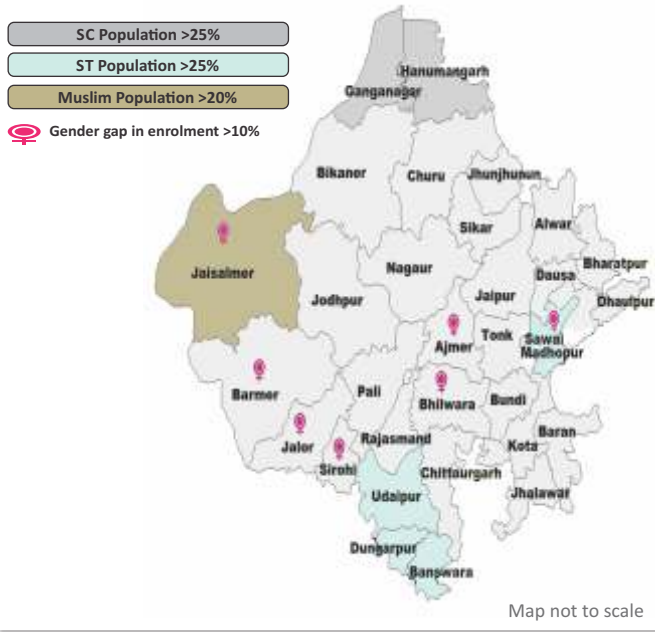 SC Population >25%
ST Population >25%
Muslim Population >20%
Gender gap in enrolment >10%
Hanumangarh
Ganganagar
Bikaner
Churu
Jhunjhunun
Sikar
Alwar
Bharatpur
Jaisalmer
Nagaur
Dausa
Jodhpur
Jaipur
Dhaulpur
Ajmer
Tonk
Sawai
Madhopur
Barmer
Pali
Bhilwara
Bundi
Jalor
Rajasmand
Baran
Kota
Sirohi
Chittaurgarh
Udaipur
Jhalawar
Dungarpur
Banswara
Map not to scale